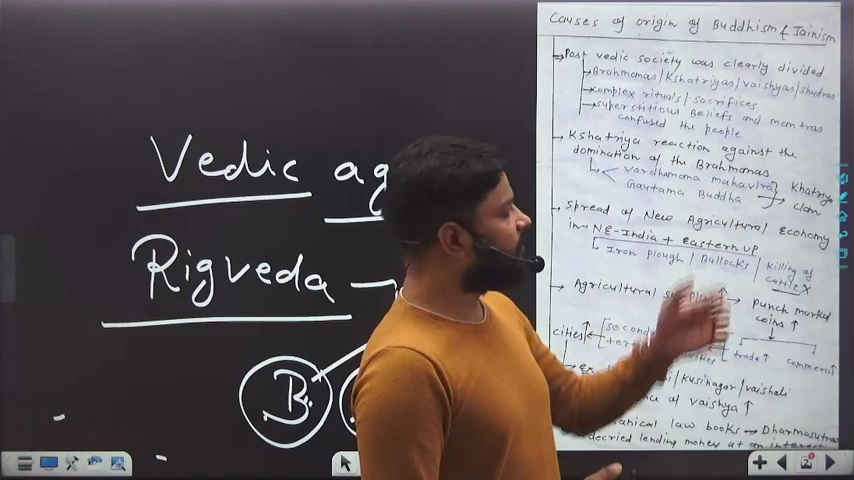 Vedic ag
Rigveda →
B.
Causes of origin of Buddhism & Jainism
→ Post vedic society was clearly divided
→ Brahmanas/Kshatriyas/vaishyas/shudras
→ complex rituals/sacrifices
→ superstitious beliefs and mantras
confused the people
→ Kshatriya reaction against the
domination of the Brahmanas
Vardhamana mahavira
Gautama Buddha
Khatriya
clan
→ Spread of New Agricultural Economy
in → NE-India + Eastern up
Iron plough / Bullocks / killing of
cattle X
→ Agricultural
→ punch marked
coins ↑
cities ↑
trade ↑ commerce ↑
→ Ex
/ Kusinagar / vaishali
of vaishya ↑
law books → Dharmasutras
decried lending money at an interest
2